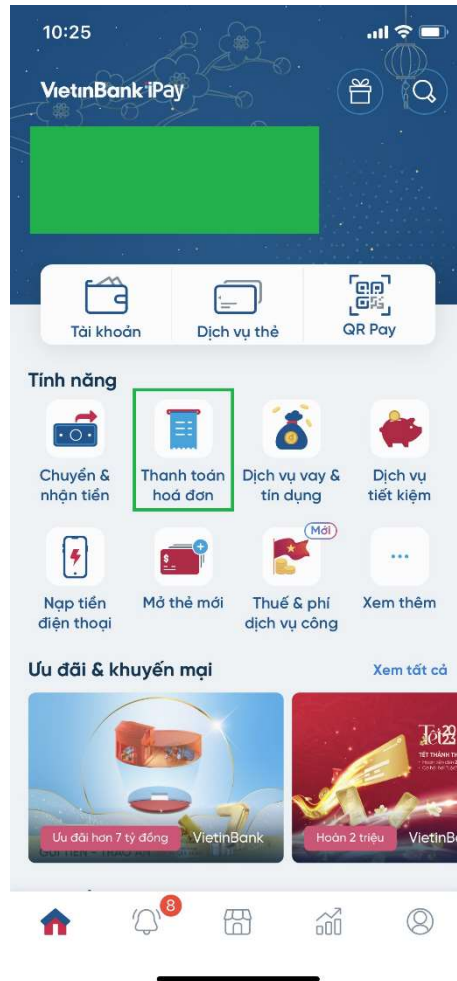 10:25
VietinBank iPay
Tài khoản
Dịch vụ thẻ
QR Pay
Tính năng
Chuyển & nhận tiền
Thanh toán hoá đơn
Dịch vụ vay & tín dụng
Dịch vụ tiết kiệm
Mới
Nạp tiền điện thoại
Mở thẻ mới
Thuế & phí dịch vụ công
Xem thêm
Ưu đãi & khuyến mại
Xem tất cả
Ưu đãi hơn 7 tỷ đồng
VietinBank
Hoàn 2 triệu
VietinB
8